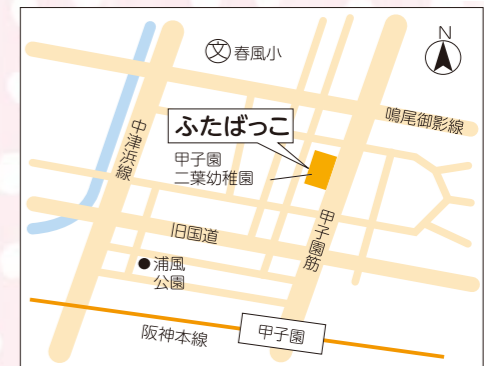 文
春風小
N
鳴尾御影線
中津浜線
ふたばっこ
甲子園
二葉幼稚園
甲子園筋
旧国道
浦風
公園
阪神本線
甲子園